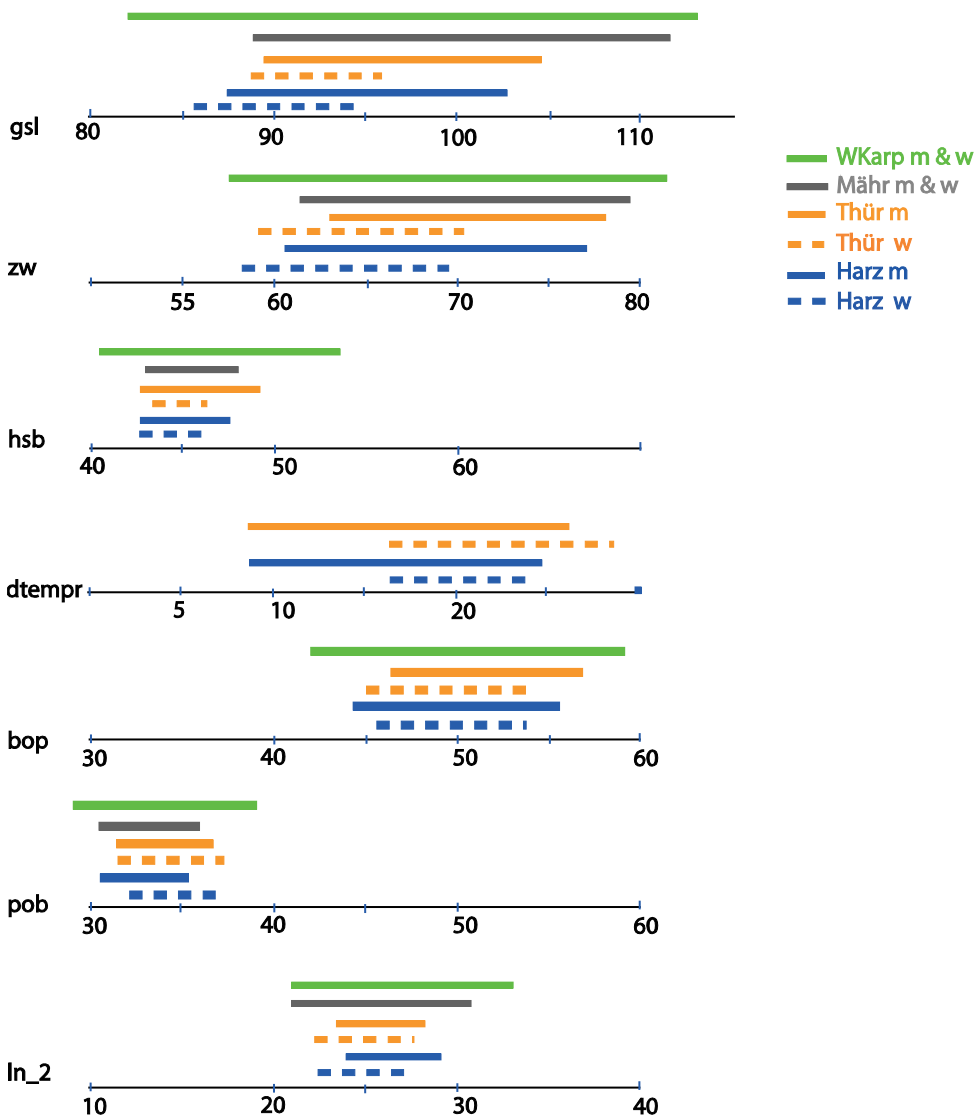 gsl
80 90 100 110
WKarp m & w
Mähr m & w
Thür m
Thür w
Harz m
Harz w
zw
55 60 70 80
hsb
40 50 60
dtempr
5 10 20
bop
30 40 50 60
pob
30 40 50 60
ln_2
10 20 30 40